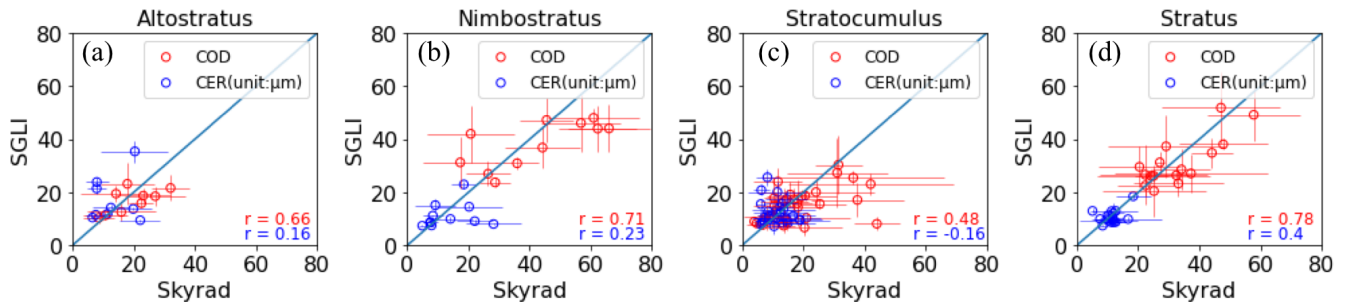 Altostratus
(a)
COD
CER(unit:μm)
r = 0.66
r = 0.16
SGLI
80
60
40
20
0
0 20 40 60 80
Skyrad
Nimbostratus
(b)
COD
CER(unit:μm)
r = 0.71
r = 0.23
SGLI
80
60
40
20
0
0 20 40 60 80
Skyrad
Stratocumulus
(c)
COD
CER(unit:μm)
r = 0.48
r = -0.16
SGLI
80
60
40
20
0
0 20 40 60 80
Skyrad
Stratus
(d)
COD
CER(unit:μm)
r = 0.78
r = 0.4
SGLI
80
60
40
20
0
0 20 40 60 80
Skyrad